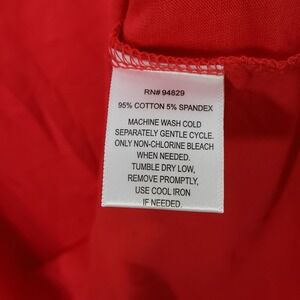 RN# 94829
95% COTTON 5% SPANDEX
MACHINE WASH COLD
SEPARATELY GENTLE CYCLE.
ONLY NON-CHLORINE BLEACH
WHEN NEEDED.
TUMBLE DRY LOW,
REMOVE PROMPTLY,
USE COOL IRON
IF NEEDED.